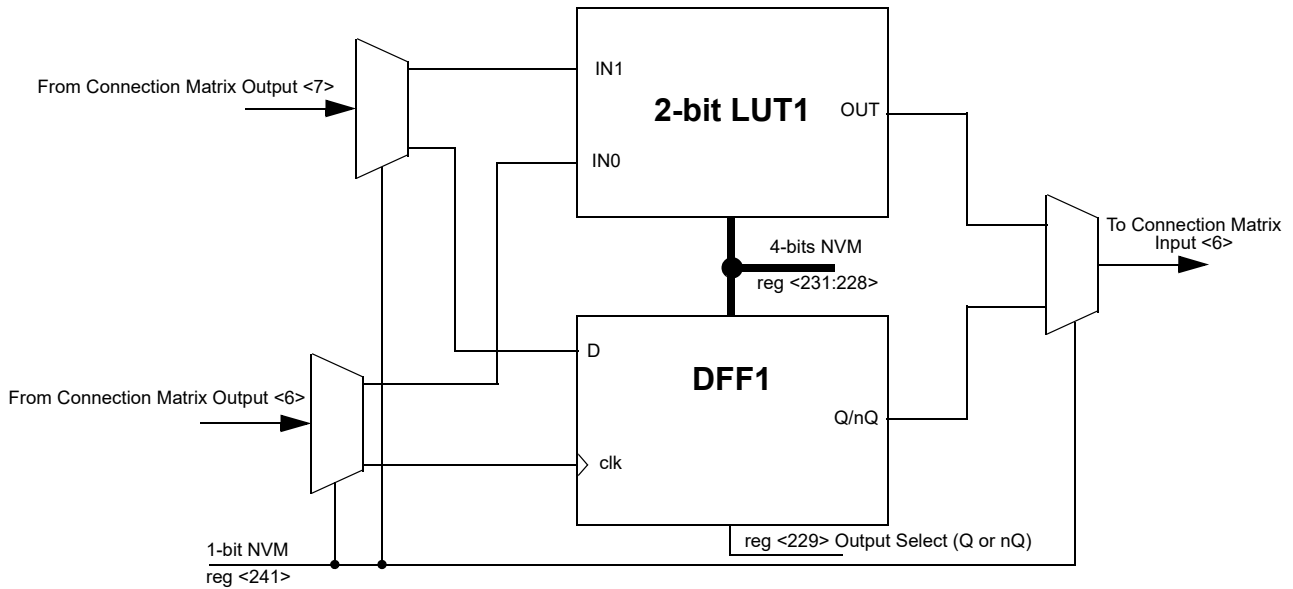 From Connection Matrix Output <7>
IN1
2-bit LUT1
OUT
IN0
To Connection Matrix
Input <6>
4-bits NVM
reg <231:228>
D
DFF1
From Connection Matrix Output <6>
Q/nQ
clk
reg <229> Output Select (Q or nQ)
1-bit NVM
reg <241>